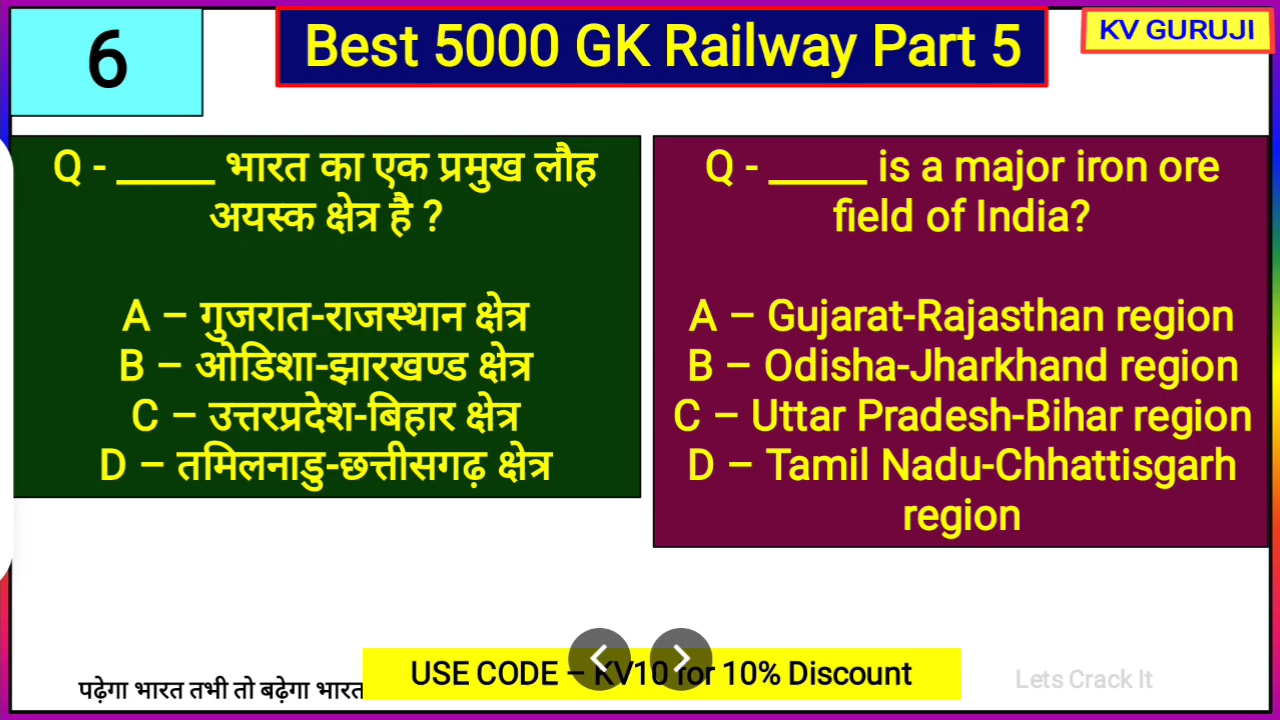 6
Best 5000 GK Railway Part 5
KV GURUJI
Q - _____ भारत का एक प्रमुख लौह
अयस्क क्षेत्र है ?
A – गुजरात-राजस्थान क्षेत्र
B – ओडिशा-झारखण्ड क्षेत्र
C – उत्तरप्रदेश-बिहार क्षेत्र
D – तमिलनाडु-छत्तीसगढ़ क्षेत्र
Q - _____ is a major iron ore
field of India?
A – Gujarat-Rajasthan region
B – Odisha-Jharkhand region
C – Uttar Pradesh-Bihar region
D – Tamil Nadu-Chhattisgarh
region
पढ़ेगा भारत तभी तो बढ़ेगा भारत
USE CODE – KV10 for 10% Discount
Lets Crack It